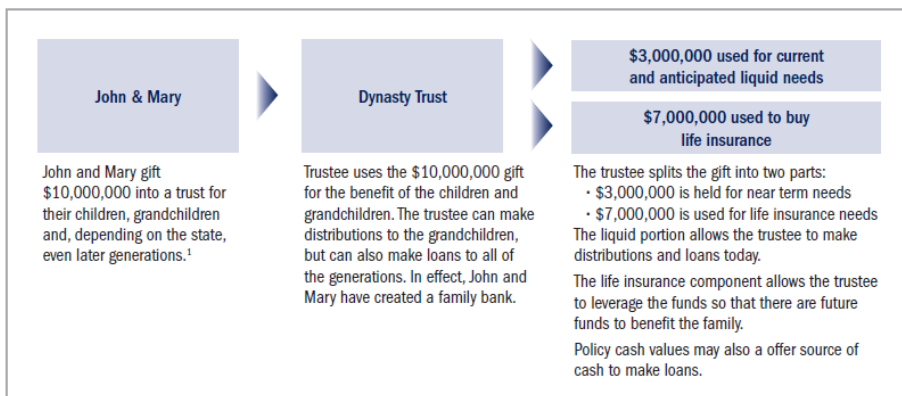 John & Mary
Dynasty Trust
$3,000,000 used for current
and anticipated liquid needs
$7,000,000 used to buy
life insurance
John and Mary gift
$10,000,000 into a trust for
their children, grandchildren
and, depending on the state,
even later generations.¹
Trustee uses the $10,000,000 gift
for the benefit of the children and
grandchildren. The trustee can make
distributions to the grandchildren,
but can also make loans to all of
the generations. In effect, John and
Mary have created a family bank.
The trustee splits the gift into two parts:
· $3,000,000 is held for near term needs
· $7,000,000 is used for life insurance needs
The liquid portion allows the trustee to make
distributions and loans today.
The life insurance component allows the trustee
to leverage the funds so that there are future
funds to benefit the family.
Policy cash values may also a offer source of
cash to make loans.